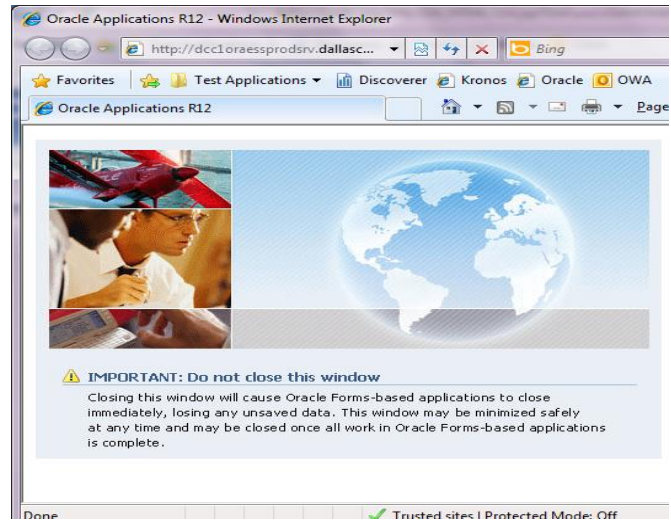 Oracle Applications R12 - Windows Internet Explorer
http://dcc1oraessprodsrv.dallasc... Bing
Favorites Test Applications Discoverer Kronos Oracle OWA
Oracle Applications R12 Page
IMPORTANT: Do not close this window
Closing this window will cause Oracle Forms-based applications to close
immediately, losing any unsaved data. This window may be minimized safely
at any time and may be closed once all work in Oracle Forms-based applications
is complete.
Done Trusted sites | Protected Mode: Off